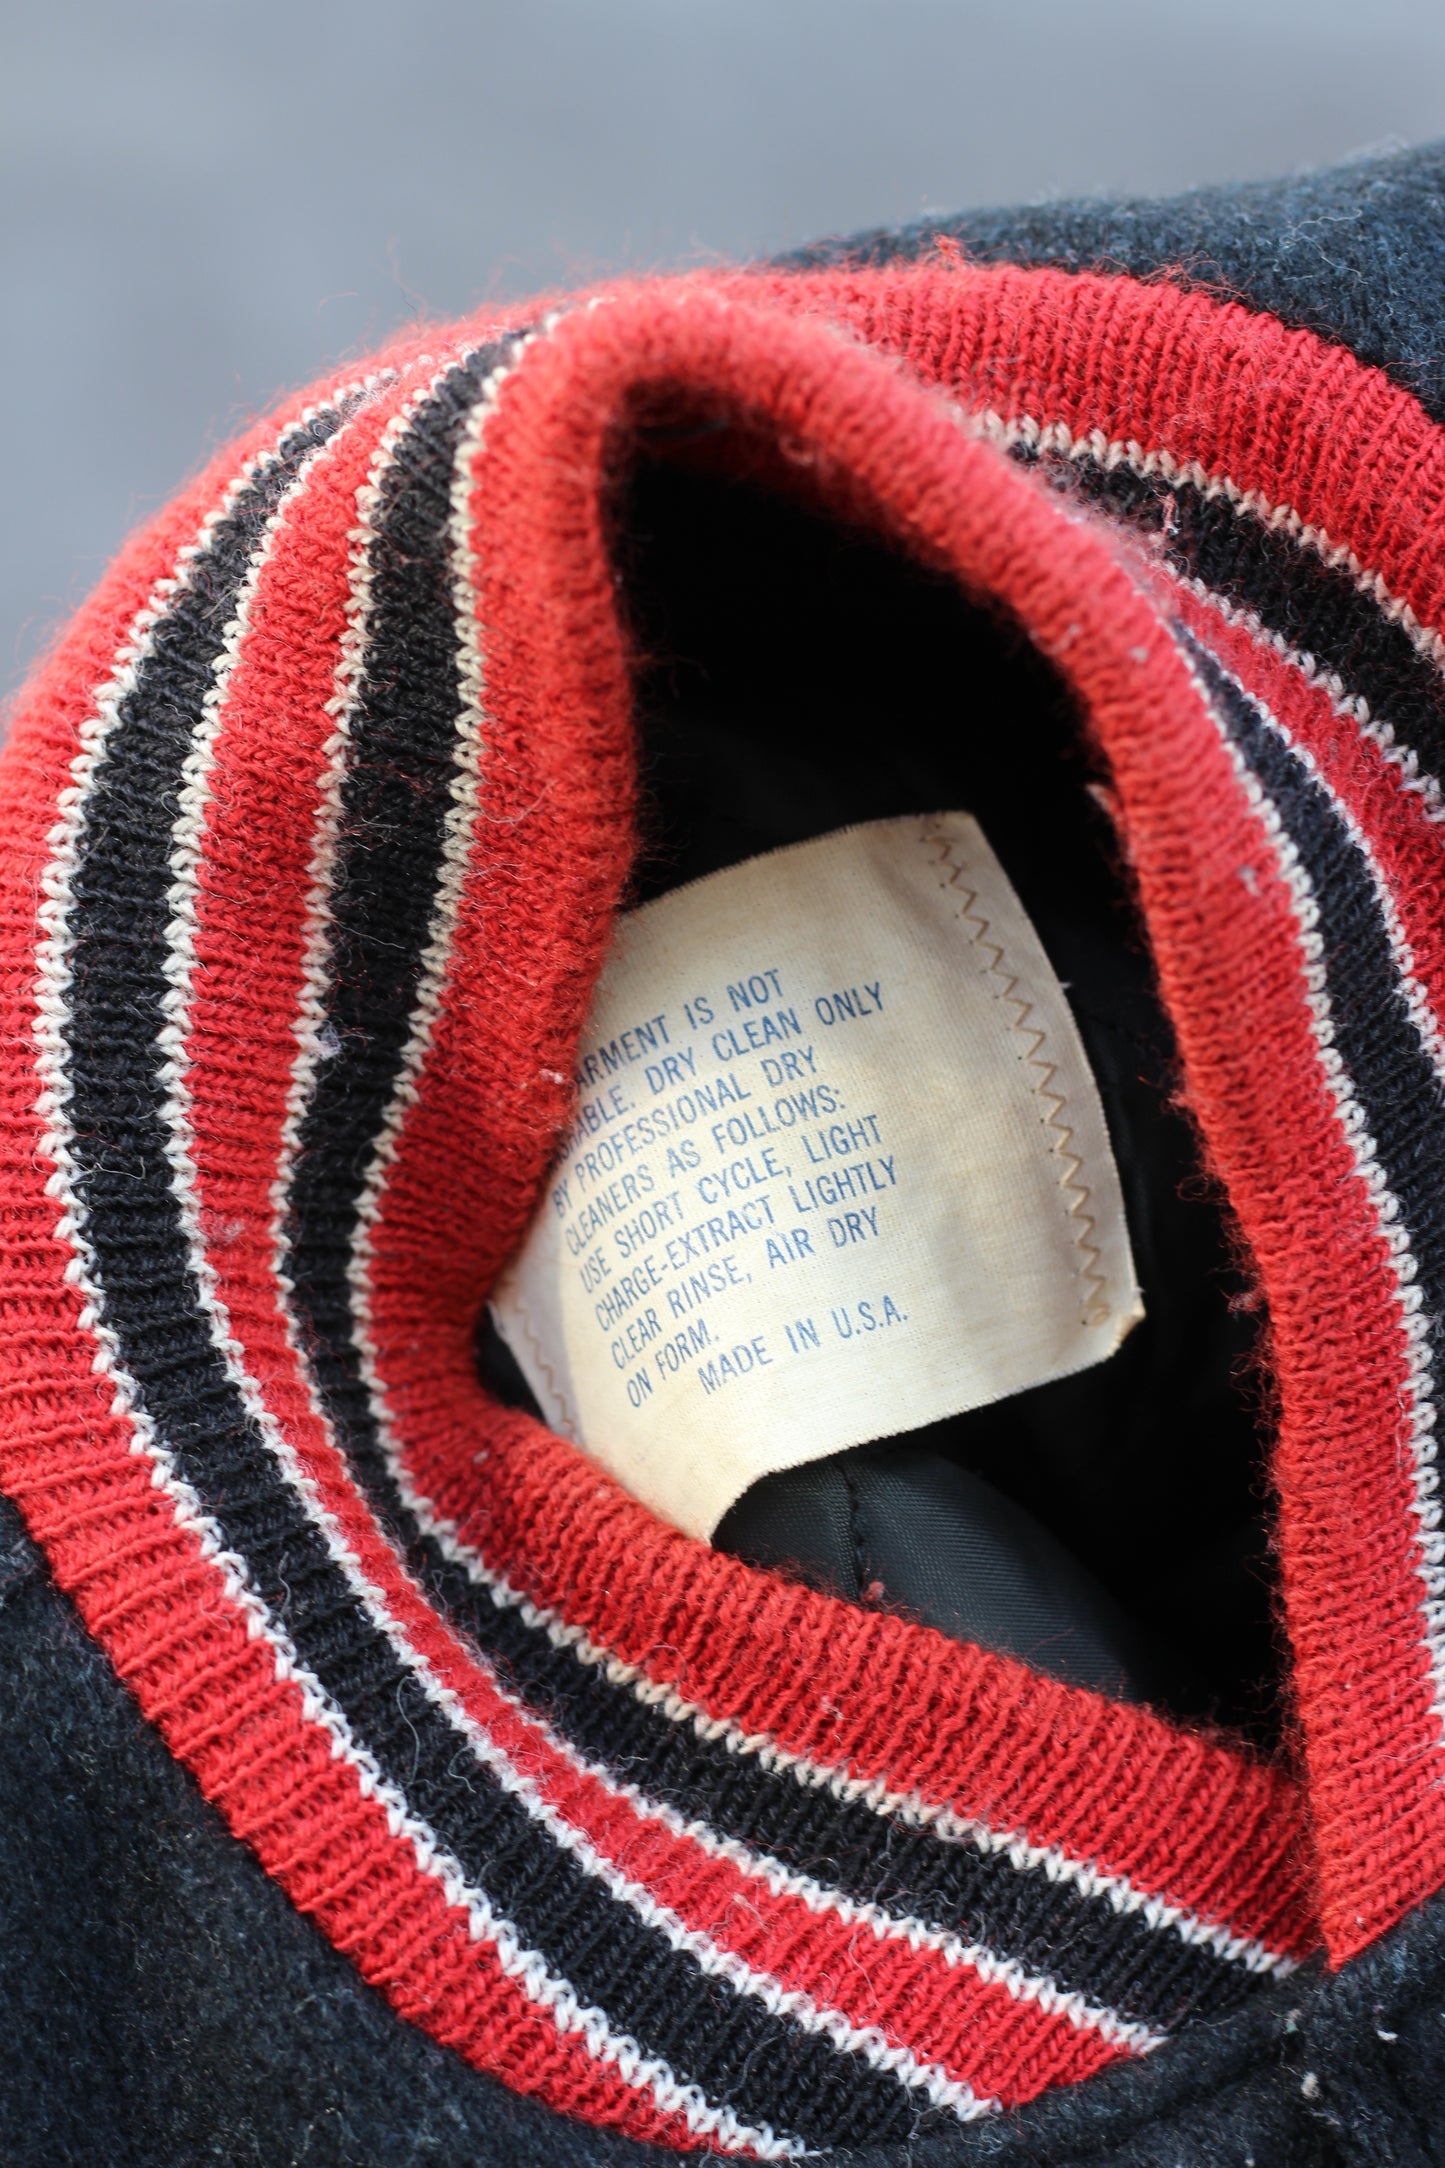 ARMENT IS NOT
ABLE. DRY CLEAN ONLY
BY PROFESSIONAL DRY
CLEANERS AS FOLLOWS:
USE SHORT CYCLE, LIGHT
CHARGE-EXTRACT LIGHTLY
CLEAR RINSE, AIR DRY
ON FORM.
MADE IN U.S.A.